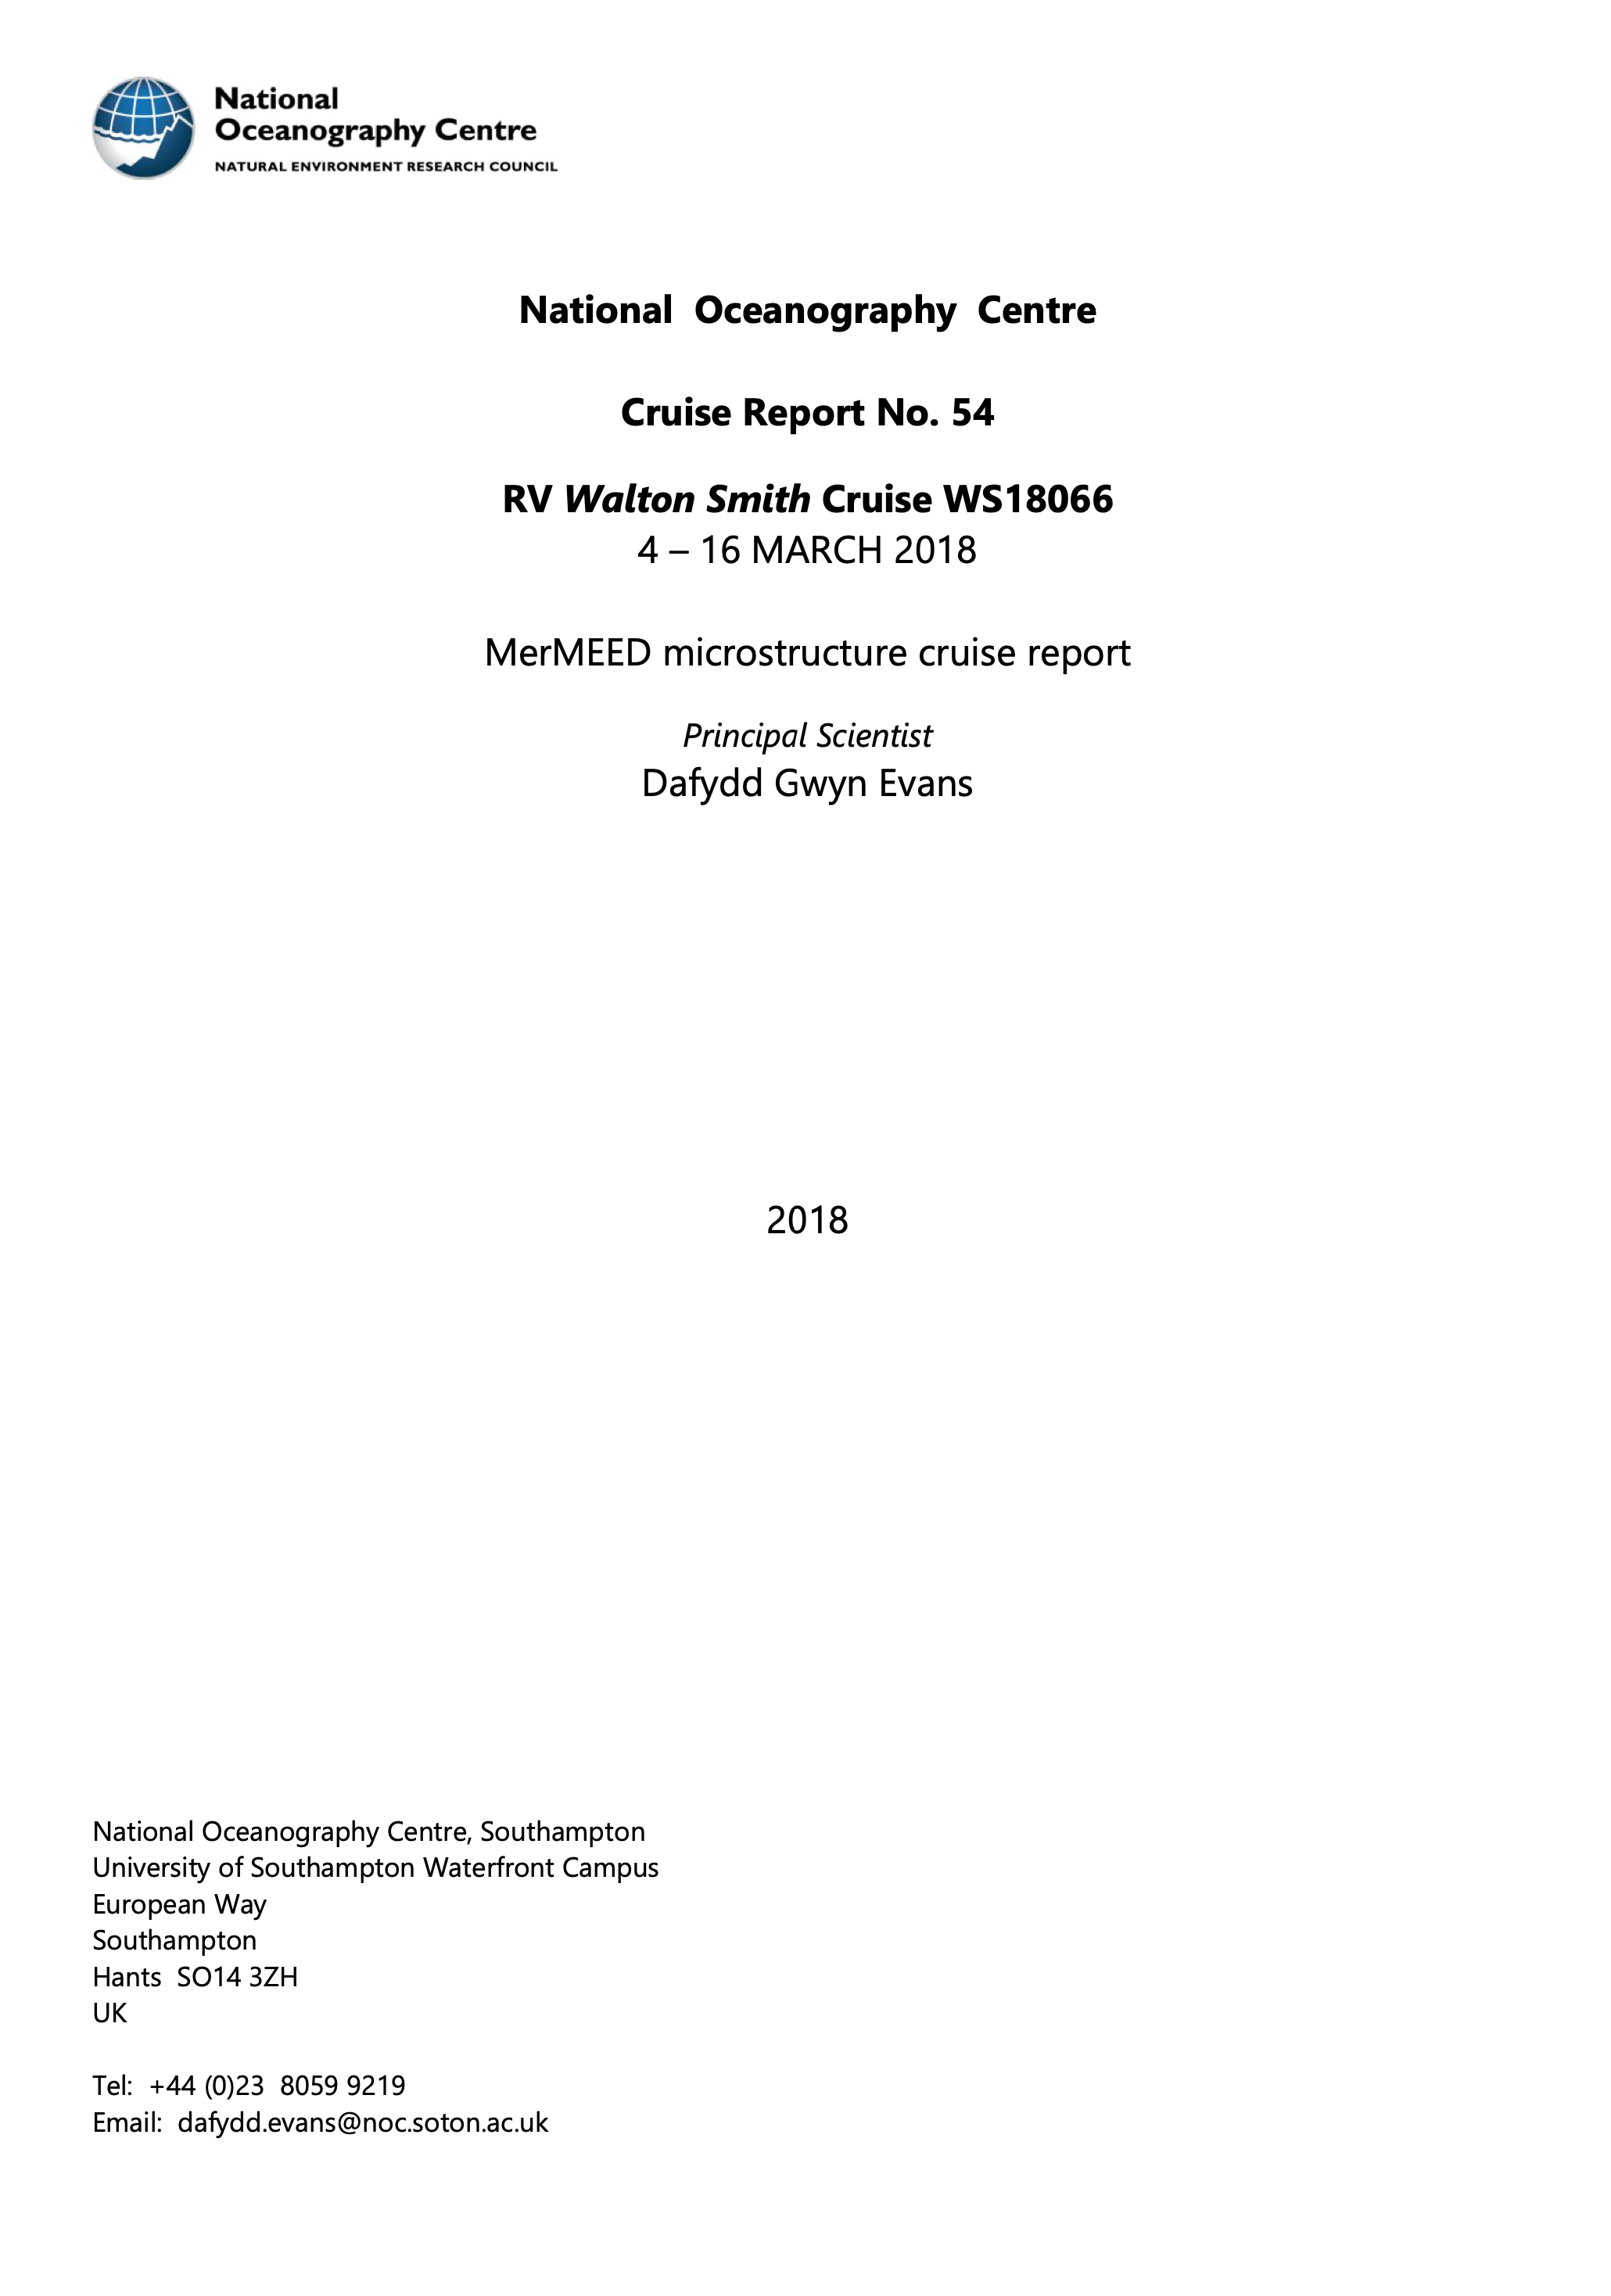 National
Oceanography Centre
NATURAL ENVIRONMENT RESEARCH COUNCIL
National Oceanography Centre
Cruise Report No. 54
RV Walton Smith Cruise WS18066
4 – 16 MARCH 2018
MerMEED microstructure cruise report
Principal Scientist
Dafydd Gwyn Evans
2018
National Oceanography Centre, Southampton
University of Southampton Waterfront Campus
European Way
Southampton
Hants SO14 3ZH
UK
Tel: +44 (0)23 8059 9219
Email: dafydd.evans@noc.soton.ac.uk